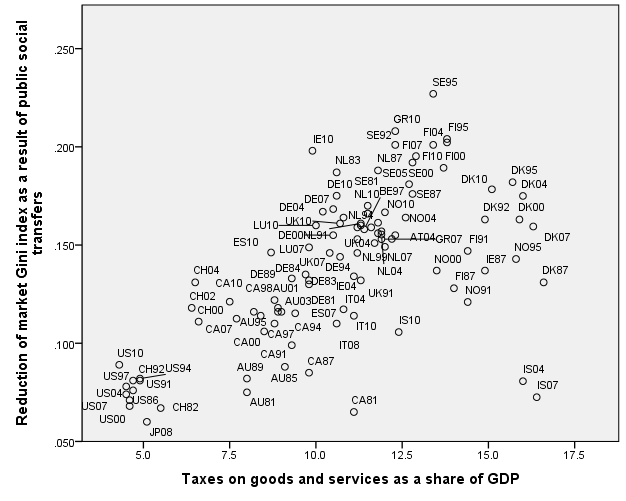 Reduction of market Gini index as a result of public social
transfers
.250
SE95
GR10
SE92 FI04 FI95
.200
IE10 FI07
NL83 NL87 FI10 FI00
SE81 SE05 SE00 DK95
DE10 DK10 DK04
DE07 NL10 BE97 SE87
DE04 NO10 DK92 DK00
UK10 NL94 NO04
LU10
.150
DE00 NL91 AT04 GR07 DK07
ES10 LU07 UK04 FI91
NL99 NL07 NO95
UK07 IE87
CH04 DE84 DE94 NL04 NO00
DE89 DE83 IE04 FI87 DK87
CA10 CA98 AU01 UK91
CH02 AU03 DE81 IT04 NO91
CH00 ES07
AU95 CA94 IS10
CA07 CA97 IT10
.100
CA00 IT08
CA91
US10 CA87
CH92 US94 AU89
US97 US91 AU85 IS04
US04
US86 CA81 IS07
US07 CH82 AU81
US00
JP08
.050
5.0 7.5 10.0 12.5 15.0 17.5
Taxes on goods and services as a share of GDP